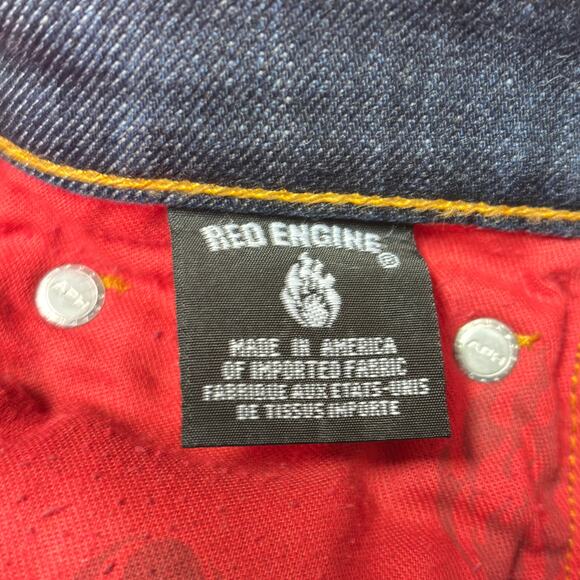 RED ENGINE®
MADE IN AMERICA
OF IMPORTED FABRIC
FABRIQUE AUX ETATS-UNIS
DE TISSUS IMPORTE